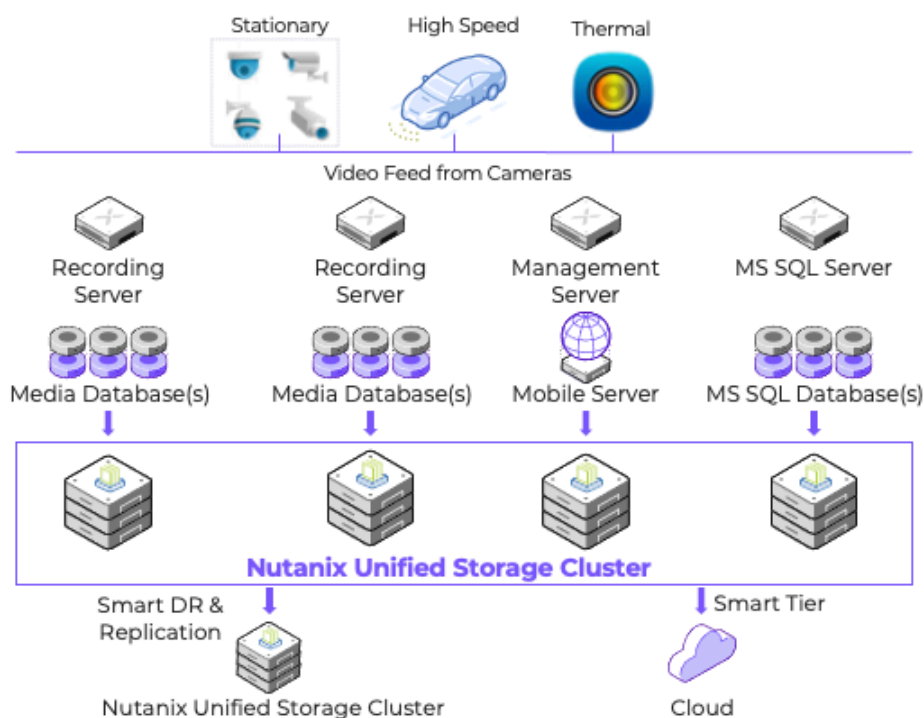 Stationary
High Speed
Thermal
Video Feed from Cameras
Recording
Server
Recording
Server
Management
Server
MS SQL Server
Media Database(s)
Media Database(s)
Mobile Server
MS SQL Database(s)
Nutanix Unified Storage Cluster
Smart DR &
Replication
Smart Tier
Nutanix Unified Storage Cluster
Cloud